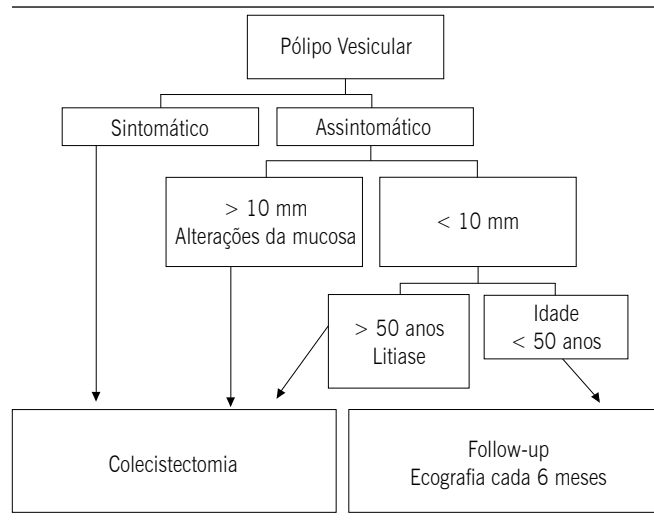 Pólipo Vesicular
Sintomático
Assintomático
> 10 mm
Alterações da mucosa
< 10 mm
> 50 anos
Litiase
Idade
< 50 anos
Colecistectomia
Follow-up
Ecografia cada 6 meses